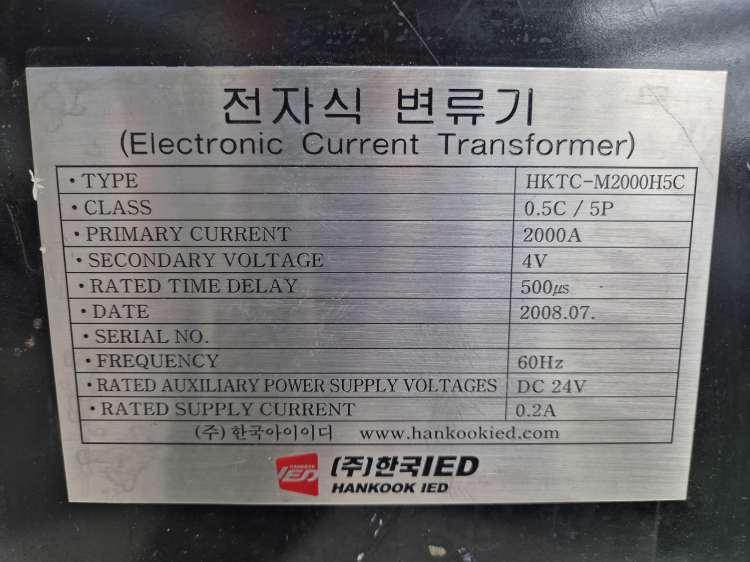 전자식 변류기
(Electronic Current Transformer)
· TYPE HKTC-M2000H5C
· CLASS 0.5C / 5P
· PRIMARY CURRENT 2000A
· SECONDARY VOLTAGE 4V
· RATED TIME DELAY 500μs
· DATE 2008.07.
· SERIAL NO.
· FREQUENCY 60Hz
· RATED AUXILIARY POWER SUPPLY VOLTAGES DC 24V
· RATED SUPPLY CURRENT 0.2A
(주) 한국아이이디 www.hankookied.com
HANKOOK IED (주)한국IED
HANKOOK IED